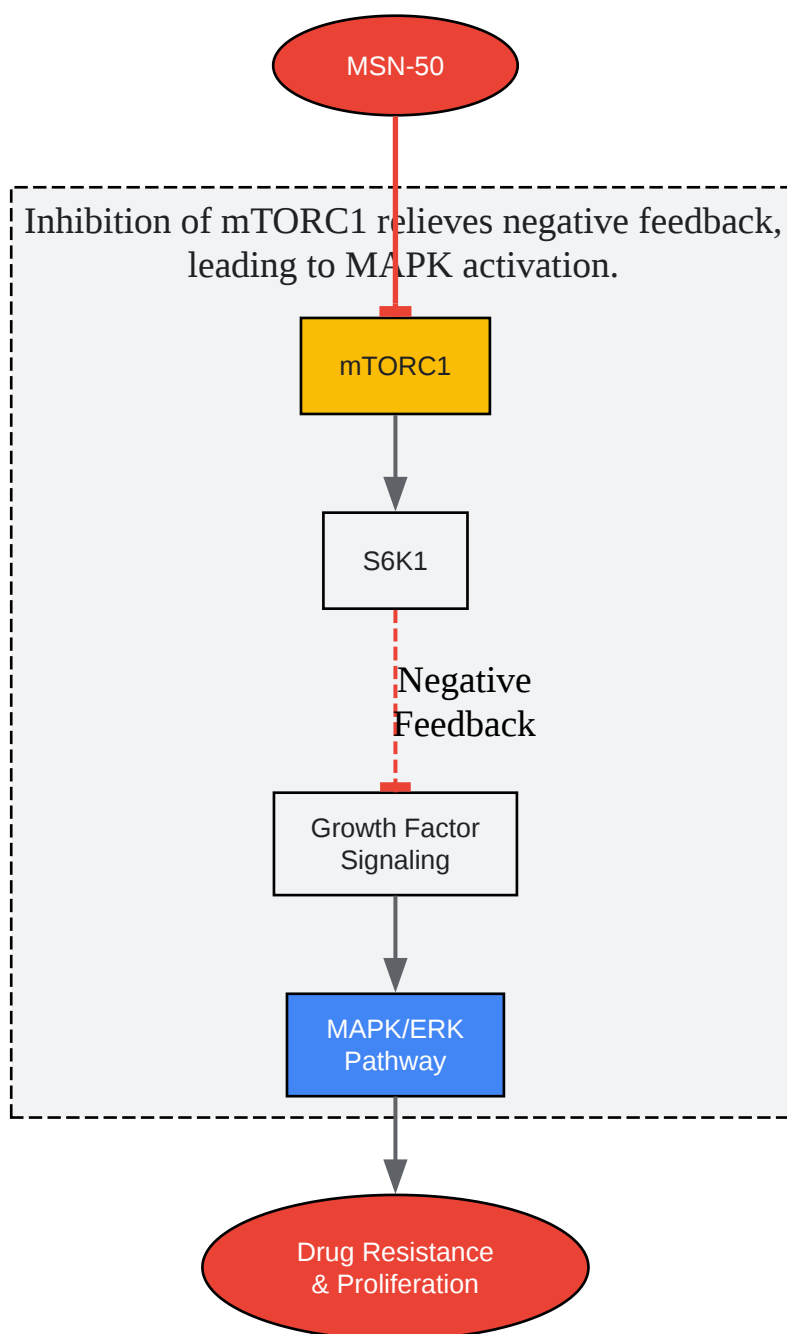 MSN-50
Inhibition of mTORC1 relieves negative feedback,
leading to MAPK activation.
mTORC1
S6K1
Negative
Feedback
Growth Factor
Signaling
MAPK/ERK
Pathway
Drug Resistance
& Proliferation